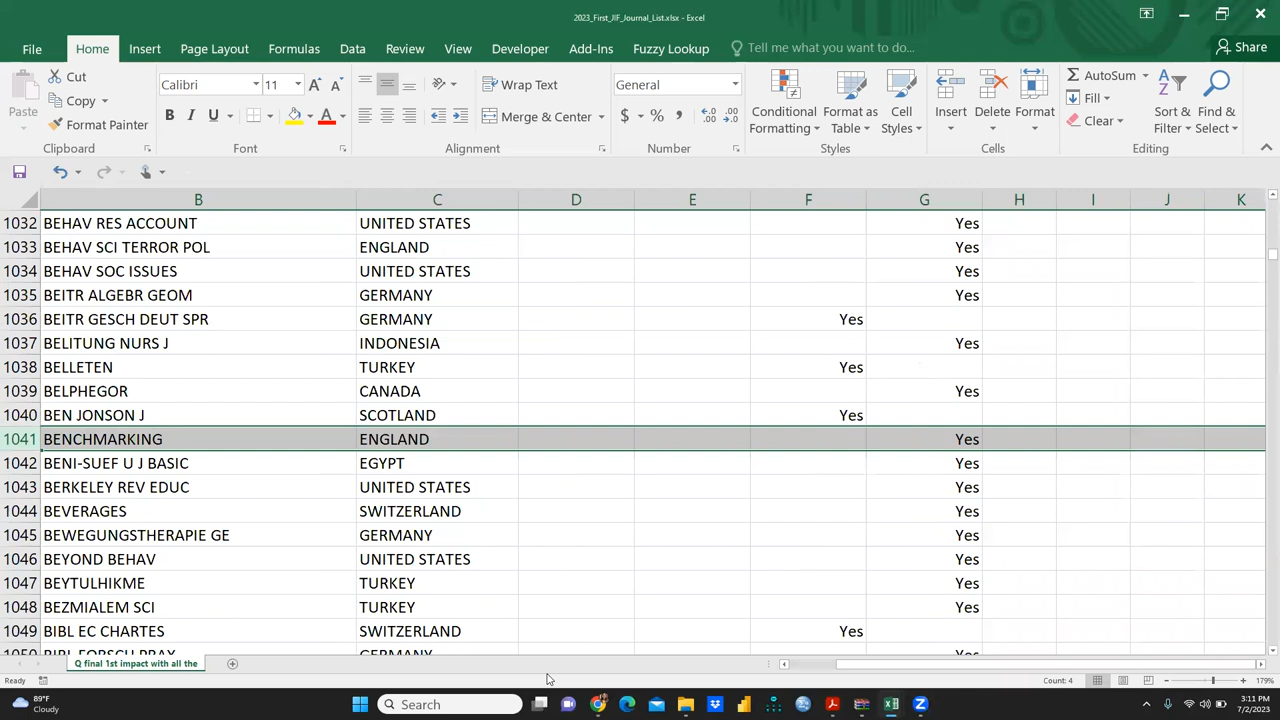 2023_First_JIF_Journal_List.xlsx - Excel
File Home Insert Page Layout Formulas Data Review View Developer Add-Ins Fuzzy Lookup Tell me what you want to do... Share
Paste Cut Copy Format Painter Clipboard
Calibri 11 B I U Font
Wrap Text Merge & Center Alignment
General $ % Number
Conditional Formatting Format as Table Cell Styles Styles
Insert Delete Format Cells
AutoSum Fill Clear Sort & Filter Find & Select Editing
B C D E F G H I J K
1032 BEHAV RES ACCOUNT UNITED STATES Yes
1033 BEHAV SCI TERROR POL ENGLAND Yes
1034 BEHAV SOC ISSUES UNITED STATES Yes
1035 BEITR ALGEBR GEOM GERMANY Yes
1036 BEITR GESCH DEUT SPR GERMANY Yes
1037 BELITUNG NURS J INDONESIA Yes
1038 BELLETEN TURKEY Yes
1039 BELPHEGOR CANADA Yes
1040 BEN JONSON J SCOTLAND Yes
1041 BENCHMARKING ENGLAND Yes
1042 BENI-SUEF U J BASIC EGYPT Yes
1043 BERKELEY REV EDUC UNITED STATES Yes
1044 BEVERAGES SWITZERLAND Yes
1045 BEWEGUNGSTHERAPIE GE GERMANY Yes
1046 BEYOND BEHAV UNITED STATES Yes
1047 BEYTULHIKME TURKEY Yes
1048 BEZMIALEM SCI TURKEY Yes
1049 BIBL EC CHARTES SWITZERLAND Yes
1050 BIBL FORSCH PRAX GERMANY Yes
Q final 1st impact with all the
Ready Count: 4 179%
89°F
Cloudy
Search
3:11 PM
7/2/2023